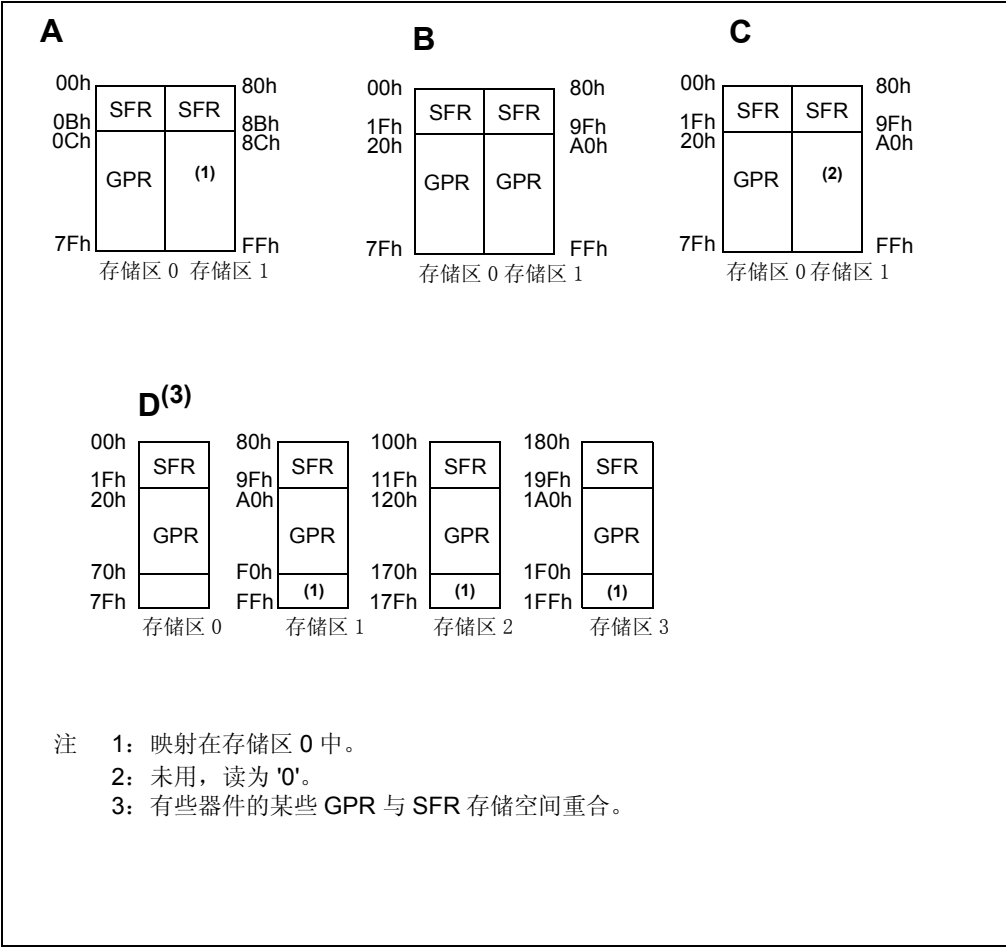 A
B
C
00h SFR SFR 80h
0Bh 8Bh
0Ch 8Ch
GPR (1)
7Fh FFh
存储区 0 存储区 1
00h SFR SFR 80h
1Fh 9Fh
20h A0h
GPR GPR
7Fh FFh
存储区 0 存储区 1
00h SFR SFR 80h
1Fh 9Fh
20h A0h
GPR (2)
7Fh FFh
存储区 0 存储区 1
D(3)
00h 80h 100h 180h
SFR SFR SFR SFR
1Fh 9Fh 11Fh 19Fh
20h A0h 120h 1A0h
GPR GPR GPR GPR
70h F0h 170h 1F0h
(1) (1) (1)
7Fh FFh 17Fh 1FFh
存储区 0 存储区 1 存储区 2 存储区 3
注 1：映射在存储区 0 中。
2：未用，读为 '0'。
3：有些器件的某些 GPR 与 SFR 存储空间重合。